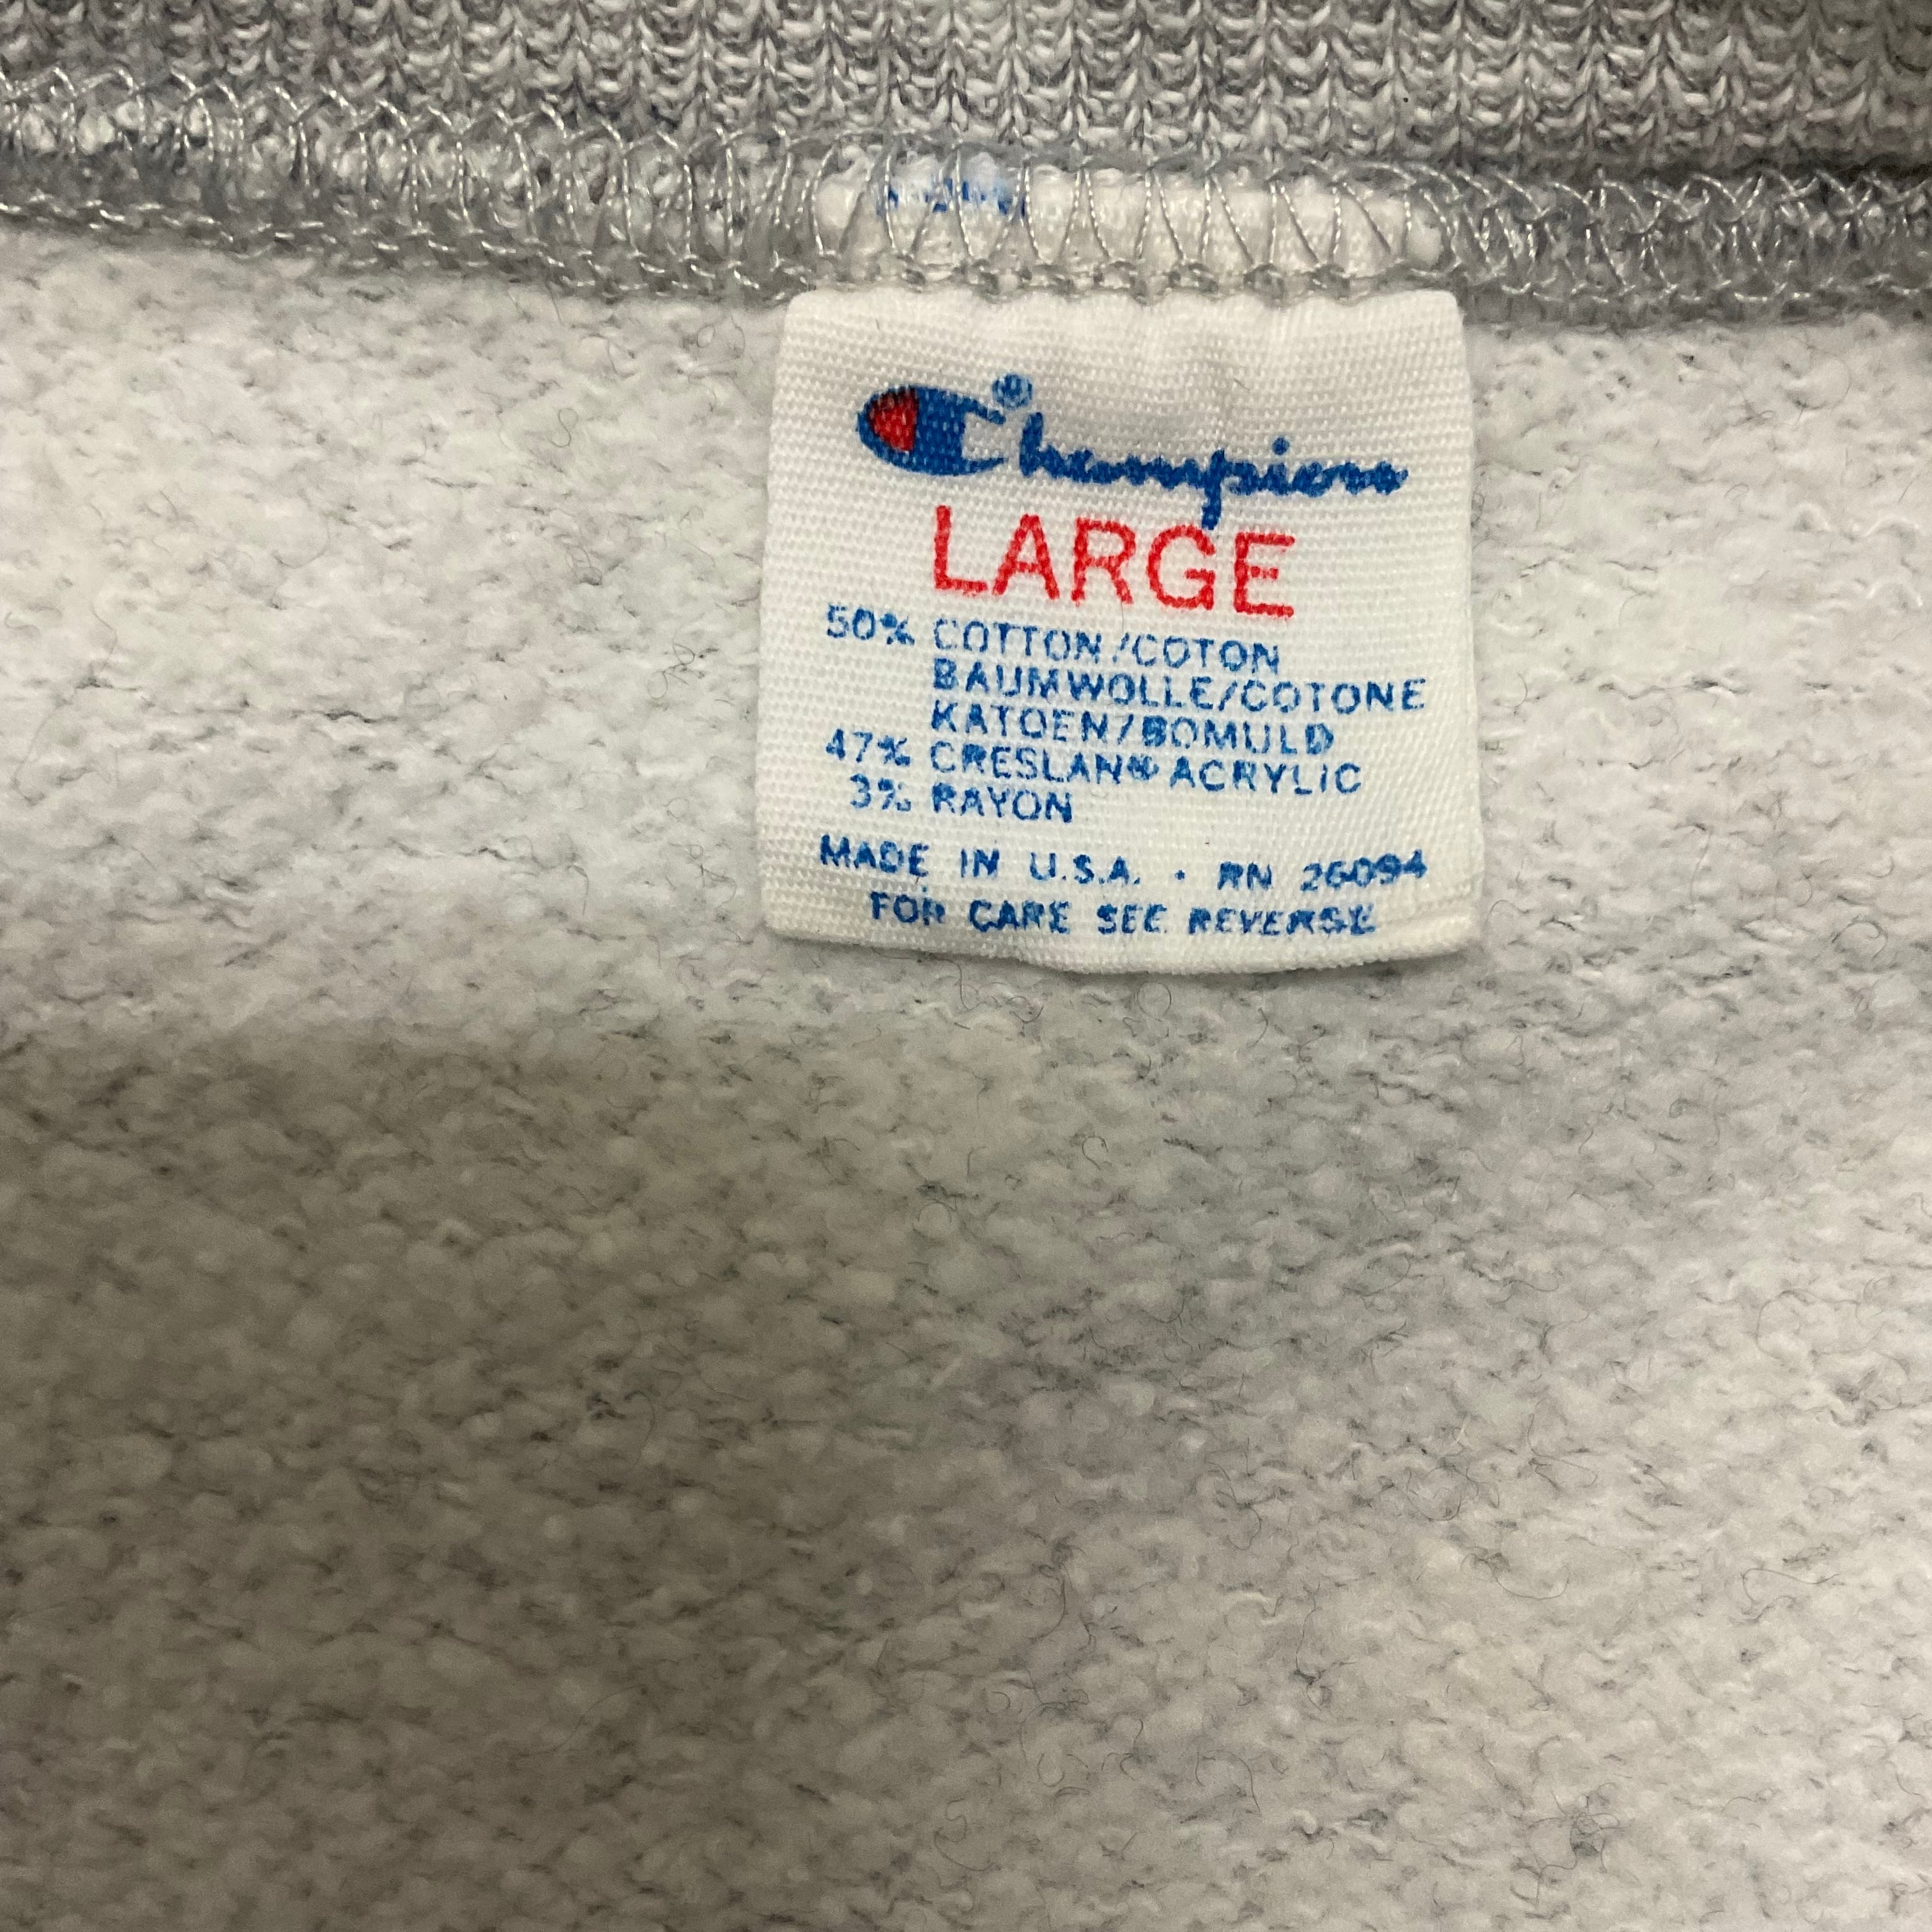 Champion®
LARGE
50% COTTON/COTON
BAUMWOLLE/COTONE
KATOEN/BOMULD
47% CRESLAN® ACRYLIC
3% RAYON
MADE IN U.S.A. · RN 26094
FOR CARE SEE REVERSE